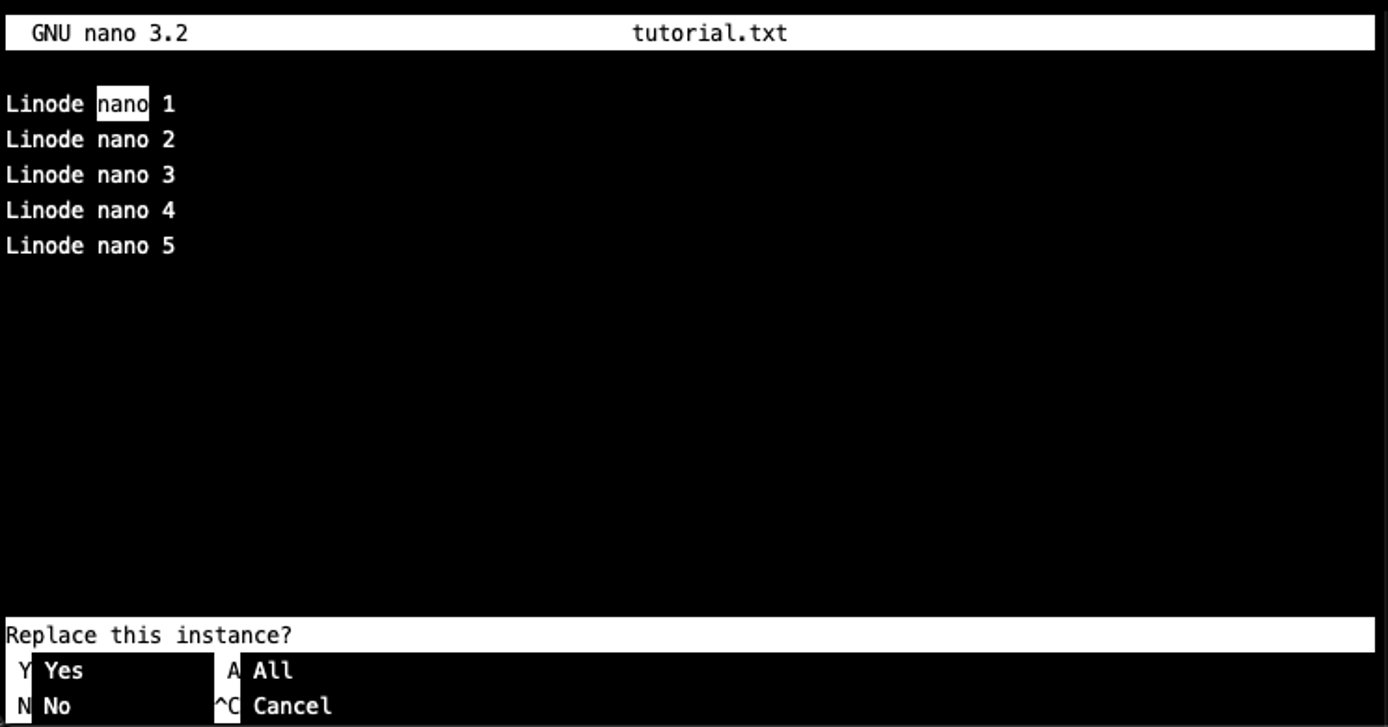 GNU nano 3.2 tutorial.txt
Linode nano 1
Linode nano 2
Linode nano 3
Linode nano 4
Linode nano 5
Replace this instance?
Y Yes A All
N No ^C Cancel